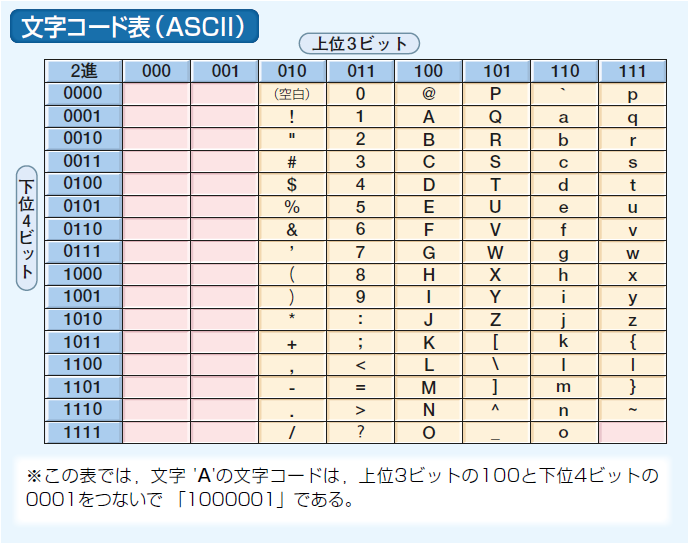 文字コード表（ASCII）
上位3ビット
下位4ビット
2進 000 001 010 011 100 101 110 111
0000 （空白） 0 @ P ` p
0001 ! 1 A Q a q
0010 " 2 B R b r
0011 # 3 C S c s
0100 $ 4 D T d t
0101 % 5 E U e u
0110 & 6 F V f v
0111 ’ 7 G W g w
1000 ( 8 H X h x
1001 ) 9 I Y i y
1010 * : J Z j z
1011 + ; K [ k {
1100 , < L \ l |
1101 - = M ] m }
1110 . > N ^ n ~
1111 / ? O _ o
※この表では，文字 'A'の文字コードは，上位3ビットの100と下位4ビットの
0001をつないで 「1000001」である。